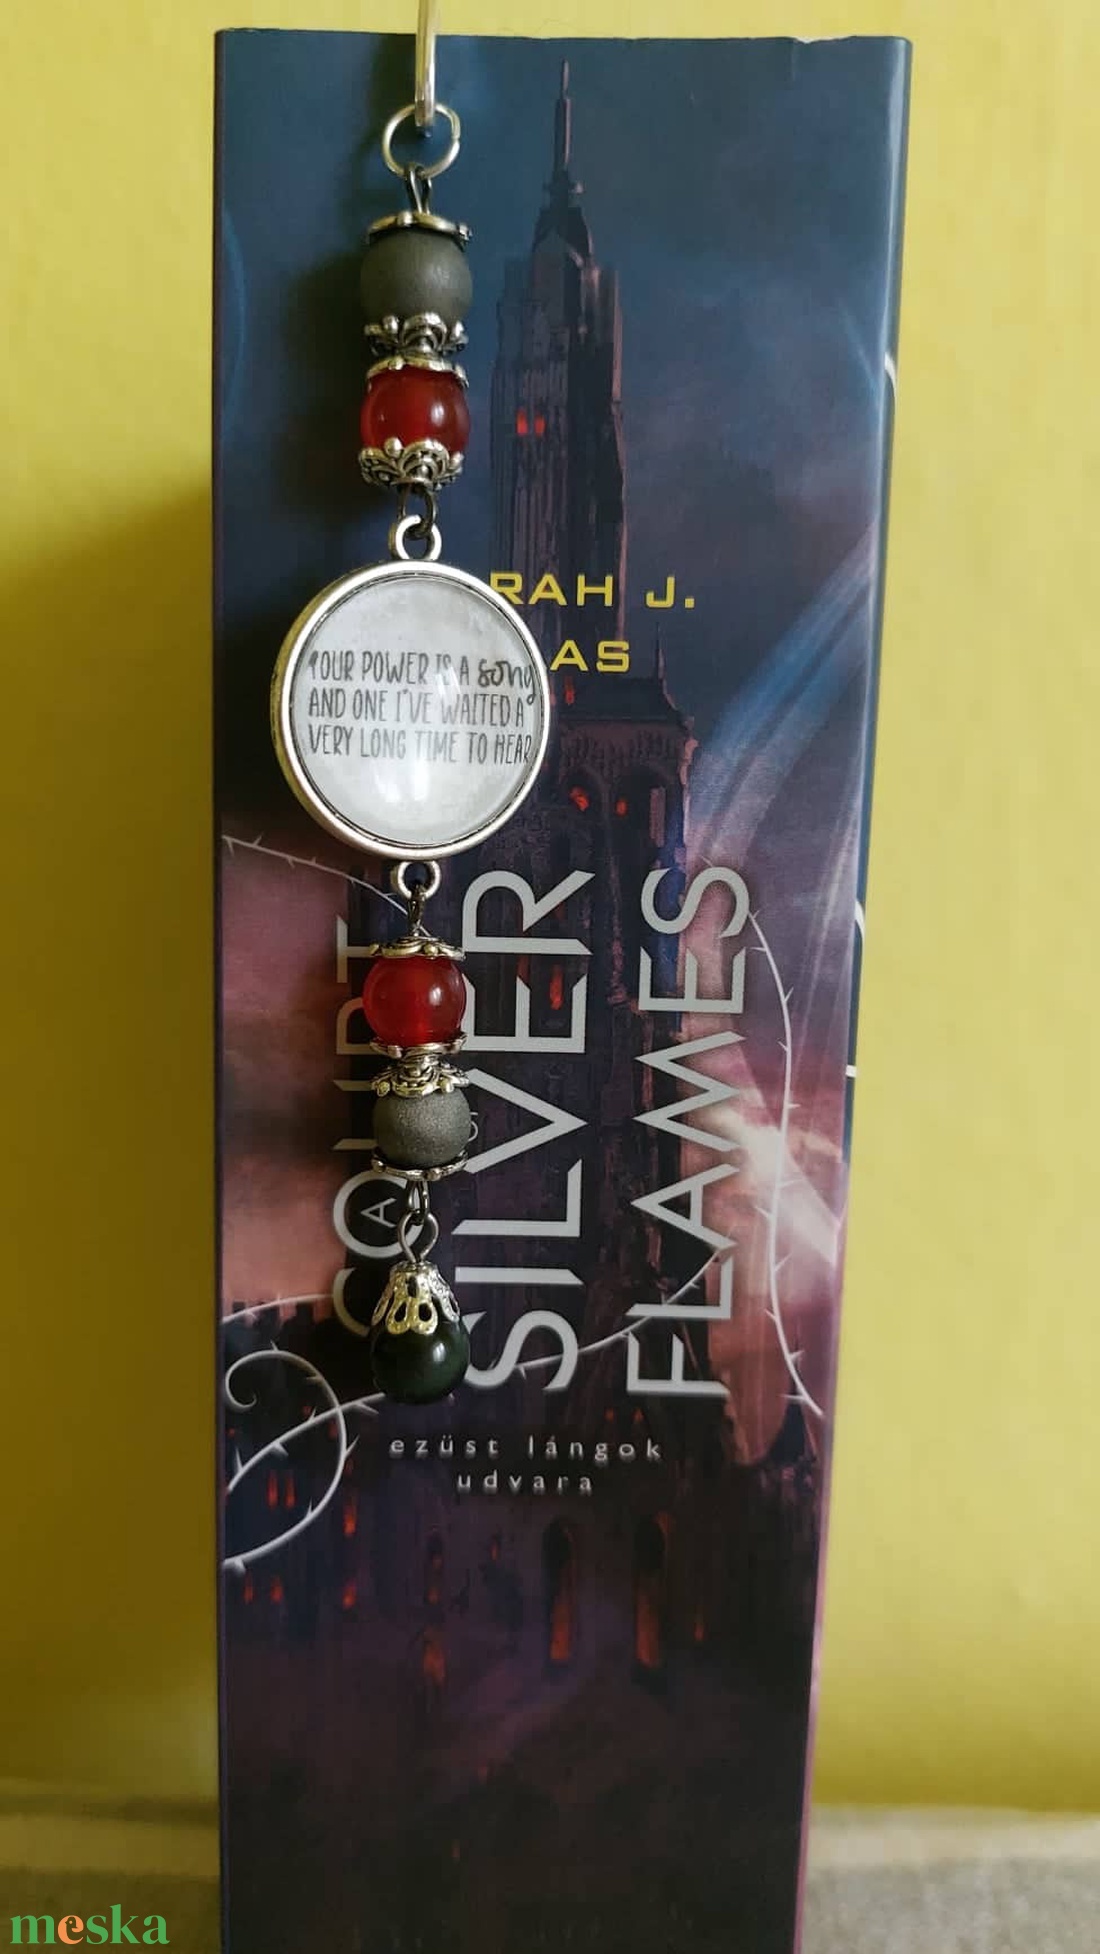 RAH J.
AS
YOUR POWER IS A song
AND ONE I'VE WAITED A
VERY LONG TIME TO HEAR
A COURT
SILVER
FLAMES
ezüst lángok
udvara
meska